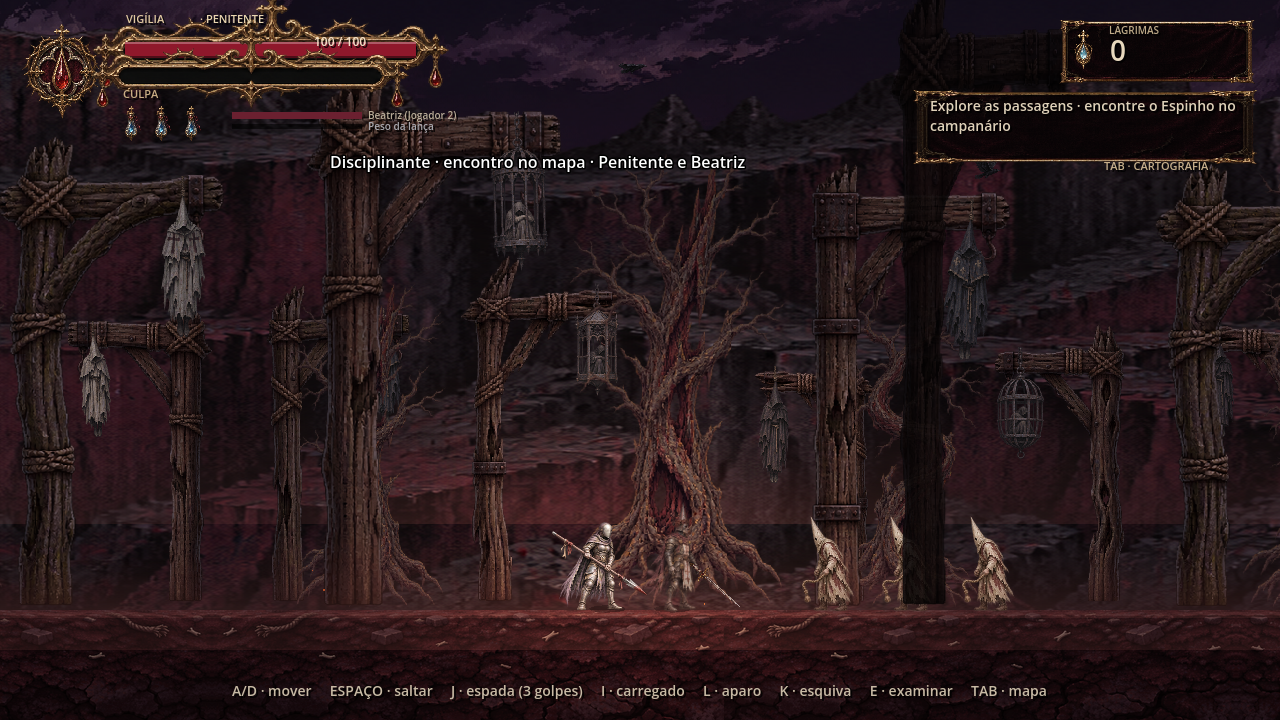 VIGÍLIA · PENITENTE
100 / 100
CULPA
Beatriz (Jogador 2)
Peso da lança
LÁGRIMAS
0
Explore as passagens · encontre o Espinho no
campanário
TAB · CARTOGRAFIA
Disciplinante · encontro no mapa · Penitente e Beatriz
A/D · mover ESPAÇO · saltar J · espada (3 golpes) I · carregado L · aparo K · esquiva E · examinar TAB · mapa